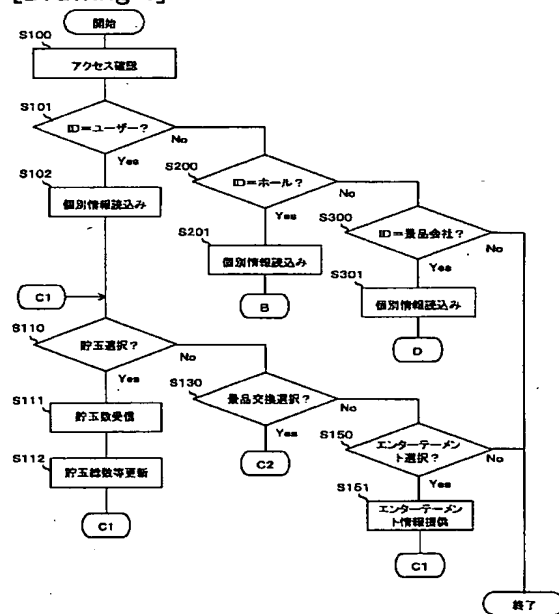 開始
S100
アクセス確認
S101
ID=ユーザー?
No
Yes
S102
個別情報読込み
S200
ID=ホール?
No
Yes
S201
個別情報読込み
B
S300
ID=景品会社?
No
Yes
S301
個別情報読込み
D
C1
S110
貯玉選択?
No
Yes
S111
貯玉数受信
S112
貯玉総数等更新
C1
S130
景品交換選択?
No
Yes
C2
S150
エンターテーメン
ト選択?
No
Yes
S151
エンターテーメン
ト情報提供
C1
終了